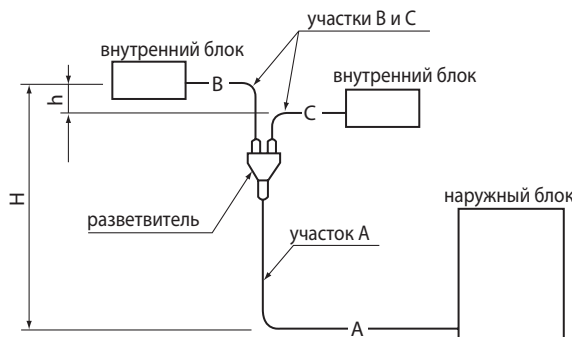 участки В и С
внутренний блок
внутренний блок
В
h
С
H
наружный блок
разветвитель
участок А
А